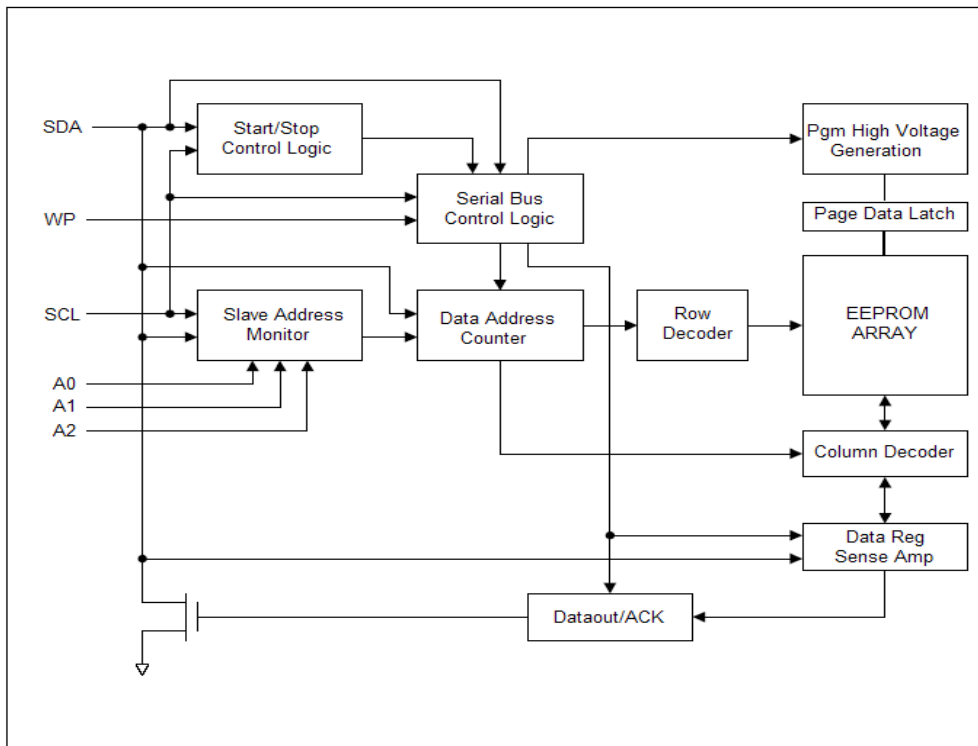 SDA
Start/Stop
Control Logic
Pgm High Voltage
Generation
WP
Serial Bus
Control Logic
Page Data Latch
SCL
Slave Address
Monitor
Data Address
Counter
Row
Decoder
EEPROM
ARRAY
A0
A1
A2
Column Decoder
Data Reg
Sense Amp
Dataout/ACK